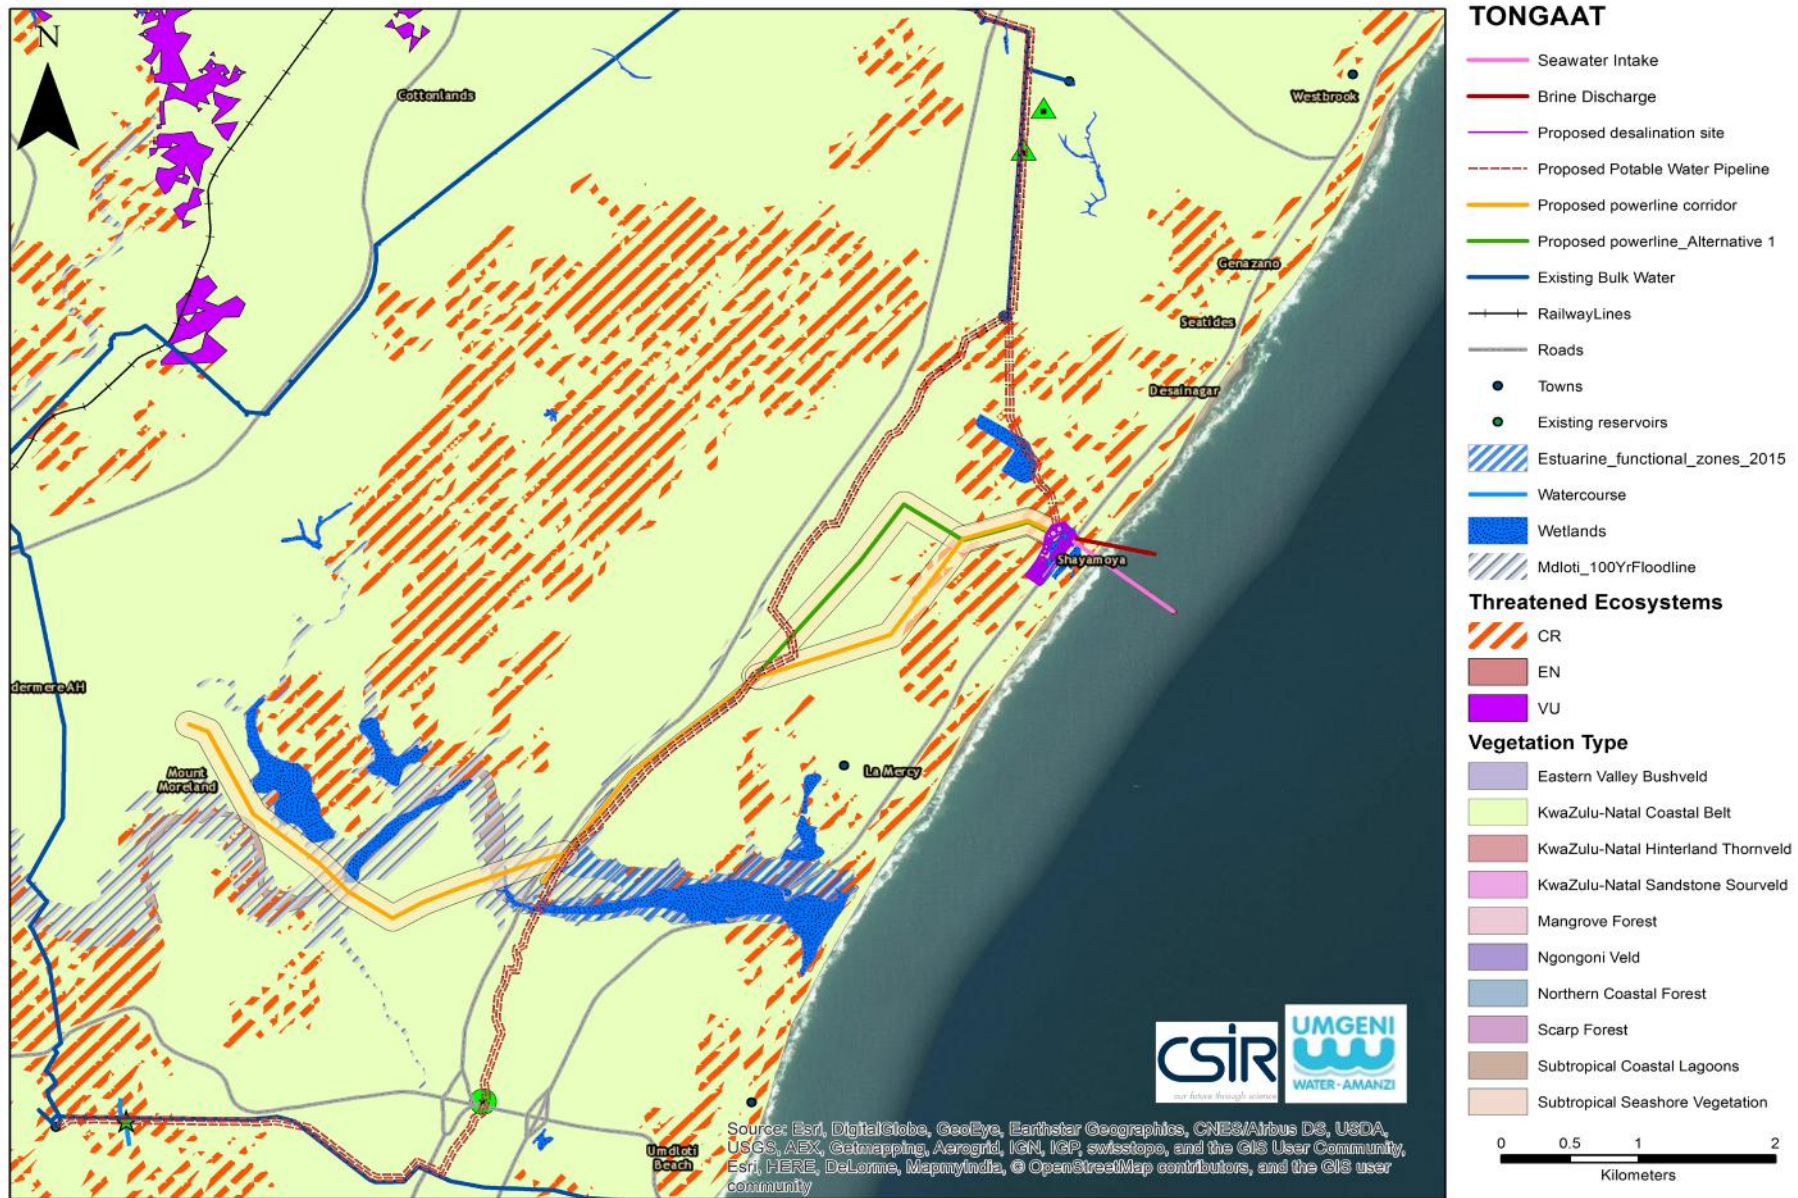 N
Cottonlands
Westbrook
Genazano
Seatides
Desainagar
Shayamoya
dermere AH
Mount
Moreland
La Mercy
Umdloti
Beach
CSIR
our future through science
UMGENI
WATER-AMANZI
Source: Esri, DigitalGlobe, GeoEye, Earthstar Geographics, CNES/Airbus DS, USDA,
USGS, AEX, Getmapping, Aerogrid, IGN, IGP, swisstopo, and the GIS User Community,
Esri, HERE, DeLorme, MapmyIndia, © OpenStreetMap contributors, and the GIS user
community
TONGAAT
Seawater Intake
Brine Discharge
Proposed desalination site
Proposed Potable Water Pipeline
Proposed powerline corridor
Proposed powerline_Alternative 1
Existing Bulk Water
RailwayLines
Roads
Towns
Existing reservoirs
Estuarine_functional_zones_2015
Watercourse
Wetlands
Mdloti_100YrFloodline
Threatened Ecosystems
CR
EN
VU
Vegetation Type
Eastern Valley Bushveld
KwaZulu-Natal Coastal Belt
KwaZulu-Natal Hinterland Thornveld
KwaZulu-Natal Sandstone Sourveld
Mangrove Forest
Ngongoni Veld
Northern Coastal Forest
Scarp Forest
Subtropical Coastal Lagoons
Subtropical Seashore Vegetation
0 0.5 1 2
Kilometers